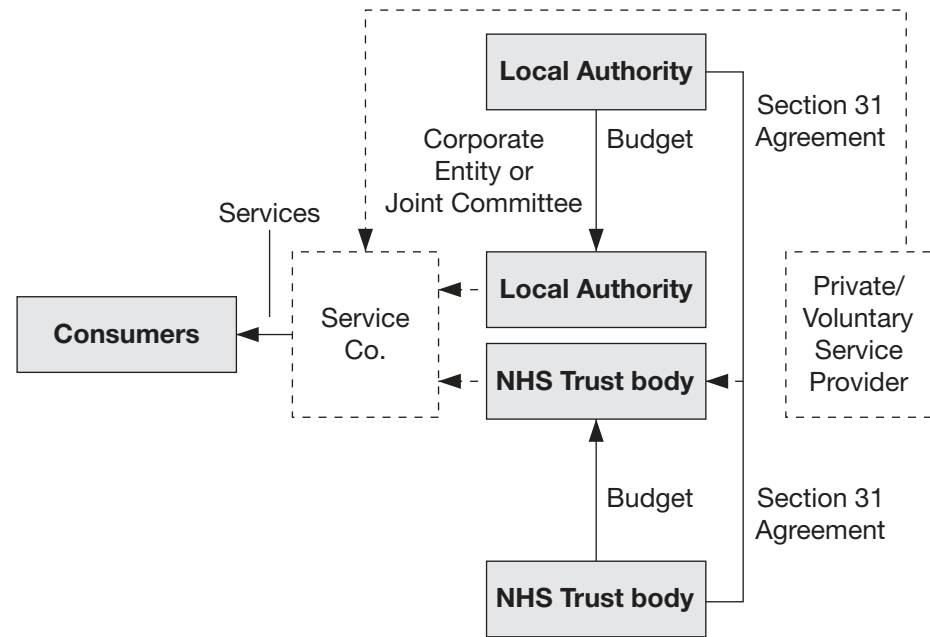 Local Authority
Section 31
Agreement
Corporate
Entity or
Joint Committee
Budget
Services
Local Authority
Private/
Voluntary
Service
Provider
Service
Co.
Consumers
NHS Trust body
Budget
Section 31
Agreement
NHS Trust body